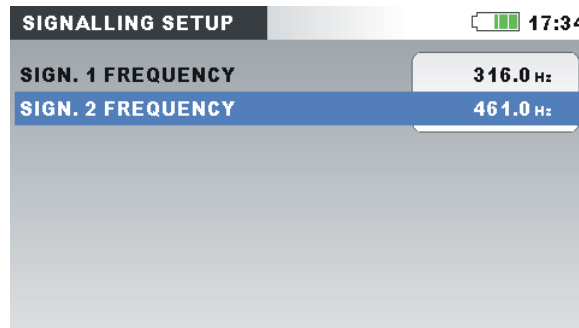 SIGNALLING SETUP 17:34
SIGN. 1 FREQUENCY 316.0 Hz
SIGN. 2 FREQUENCY 461.0 Hz